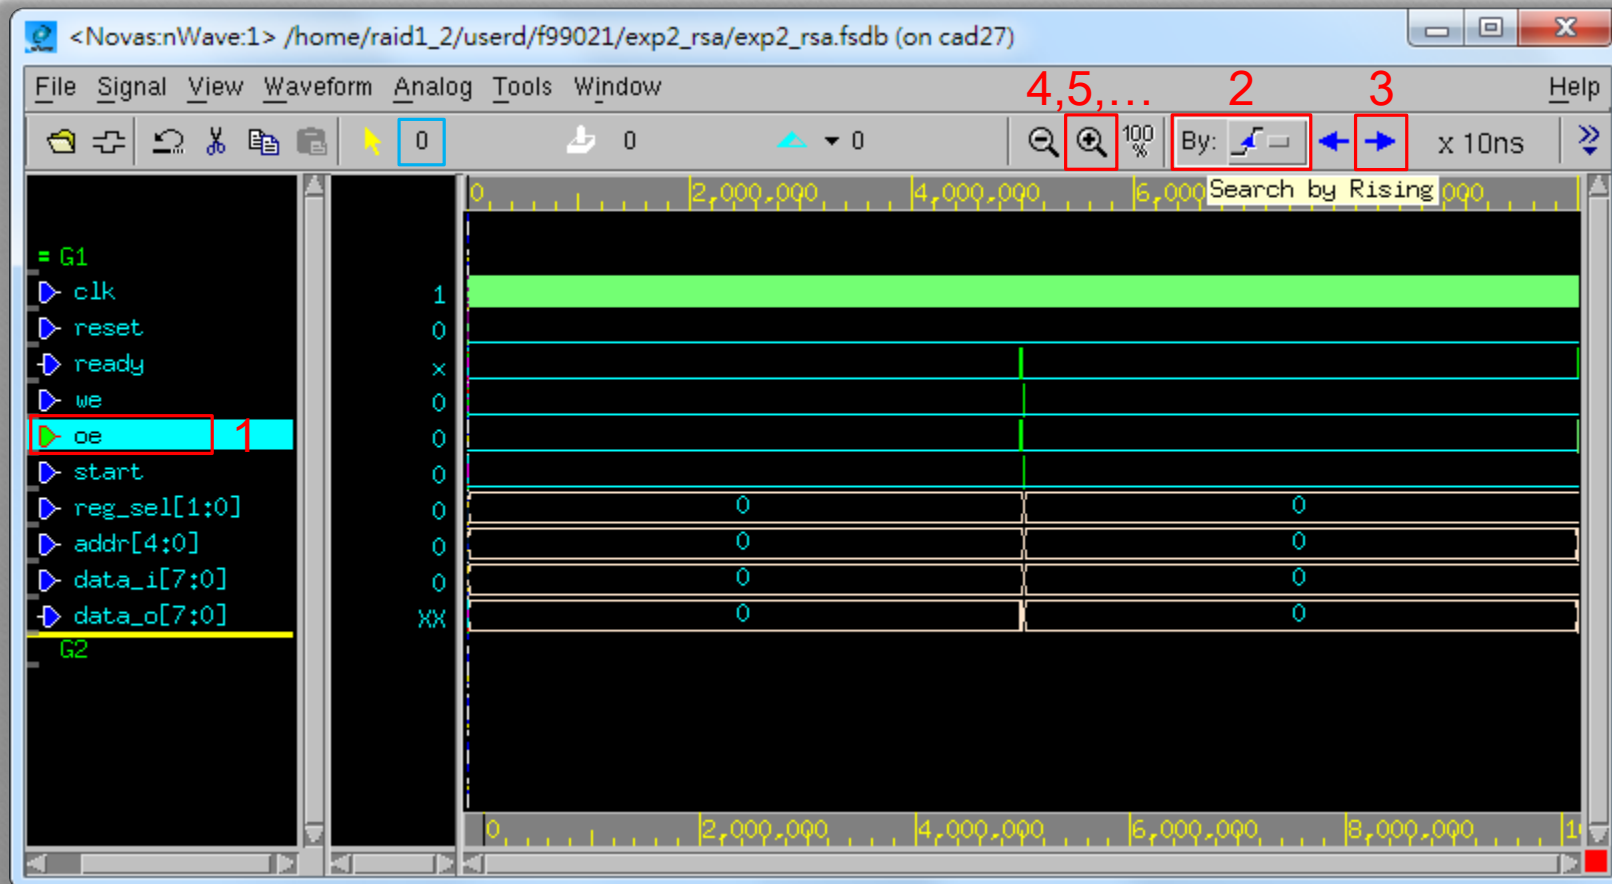 <Novas:nWave:1> /home/raid1_2/userd/f99021/exp2_rsa/exp2_rsa.fsdb (on cad27)
File Signal View Waveform Analog Tools Window Help
4,5,... 2 3
0 0 0 100 % By: x 10ns
Search by Rising
0 2,000,000 4,000,000 6,000
= G1
clk 1
reset 0
ready x
we 0
oe 1 0
start 0
reg_sel[1:0] 0 0 0
addr[4:0] 0 0 0
data_i[7:0] 0 0 0
data_o[7:0] XX 0 0
G2
0 2,000,000 4,000,000 6,000,000 8,000,000